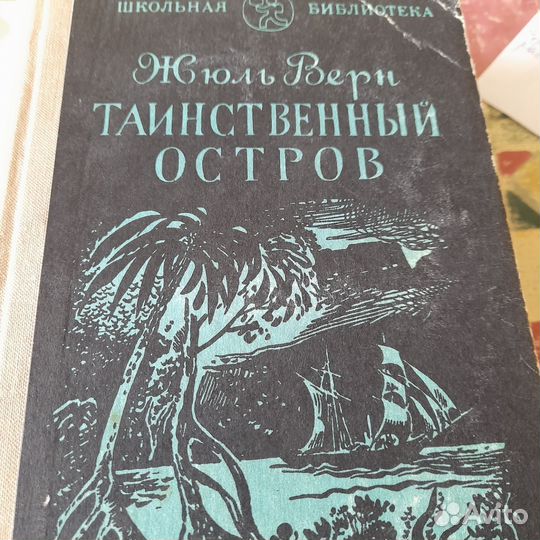 ШКОЛЬНАЯ БИБЛИОТЕКА
Жюль Верн
ТАИНСТВЕННЫЙ
ОСТРОВ
Avito